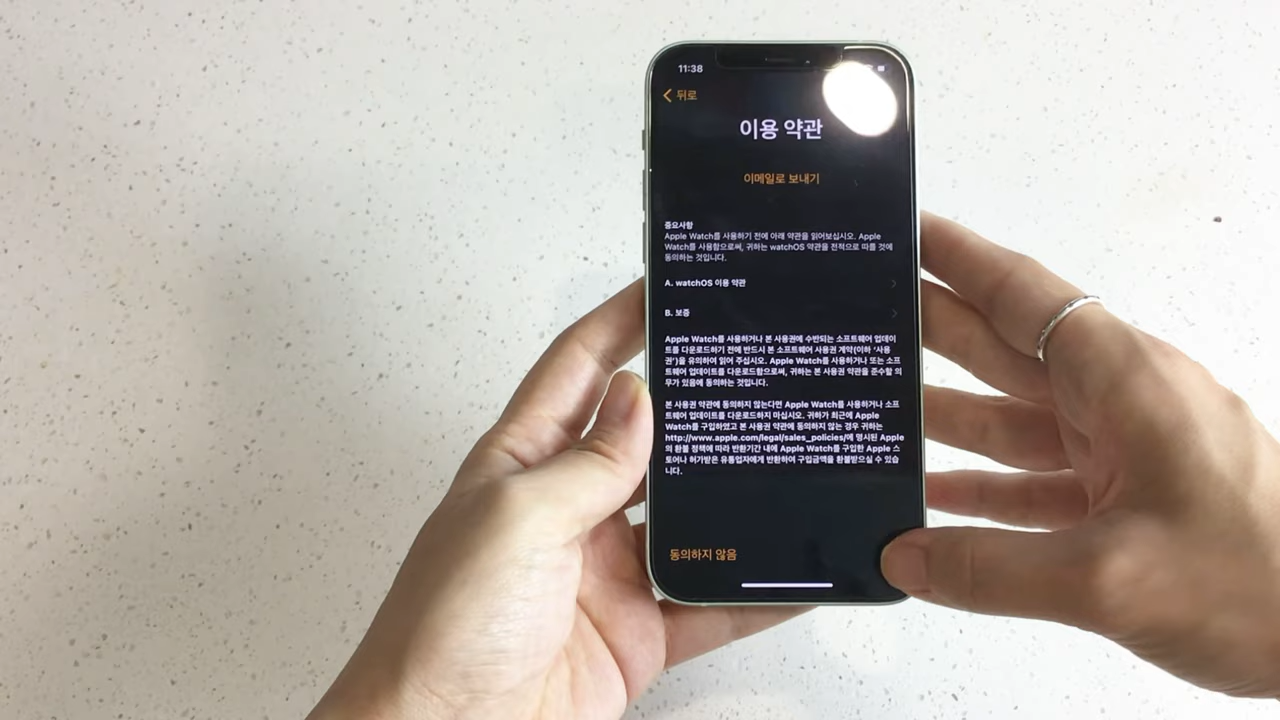 11:38
뒤로
이용 약관
이메일로 보내기
중요사항
Apple Watch를 사용하기 전에 아래 약관을 읽어보십시오. Apple
Watch를 사용함으로써, 귀하는 watchOS 약관을 전적으로 따를 것에
동의하는 것입니다.
A. watchOS 이용 약관
B. 보증
Apple Watch를 사용하거나 본 사용권에 수반되는 소프트웨어 업데이
트를 다운로드하기 전에 반드시 본 소프트웨어 사용권 계약(이하 ‘사용
권’)을 유의하여 읽어 주십시오. Apple Watch를 사용하거나 또는 소프
트웨어 업데이트를 다운로드함으로써, 귀하는 본 사용권 약관을 준수할 의
무가 있음에 동의하는 것입니다.
본 사용권 약관에 동의하지 않는다면 Apple Watch를 사용하거나 소프
트웨어 업데이트를 다운로드하지 마십시오. 귀하가 최근에 Apple
Watch를 구입하였고 본 사용권 약관에 동의하지 않는 경우 귀하는
http://www.apple.com/legal/sales_policies/에 명시된 Apple
의 환불 정책에 따라 반환기간 내에 Apple Watch를 구입한 Apple 스
토어나 허가받은 유통업자에게 반환하여 구입금액을 환불받으실 수 있습
니다.
동의하지 않음